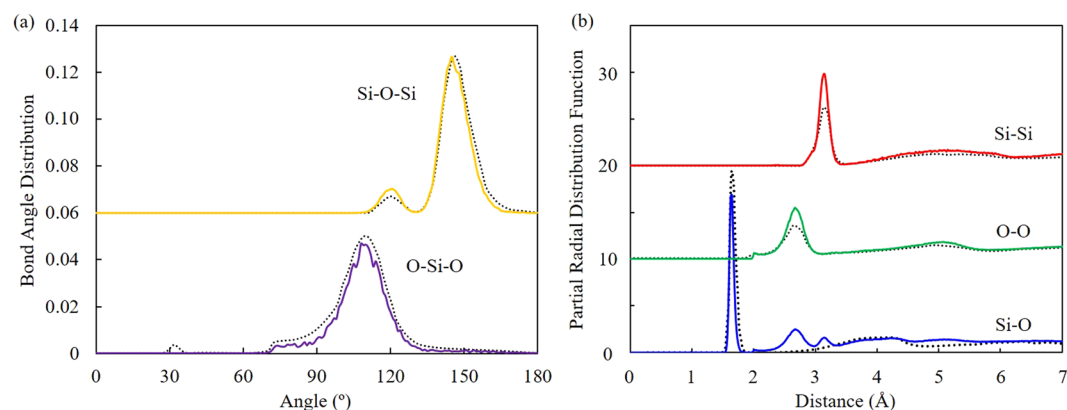 (a)
Bond Angle Distribution
0.14
0.12
0.10
0.08
0.06
0.04
0.02
0
Si-O-Si
O-Si-O
0 30 60 90 120 150 180
Angle (º)
(b)
Partial Radial Distribution Function
30
20
10
0
Si-Si
O-O
Si-O
0 1 2 3 4 5 6 7
Distance (Å)